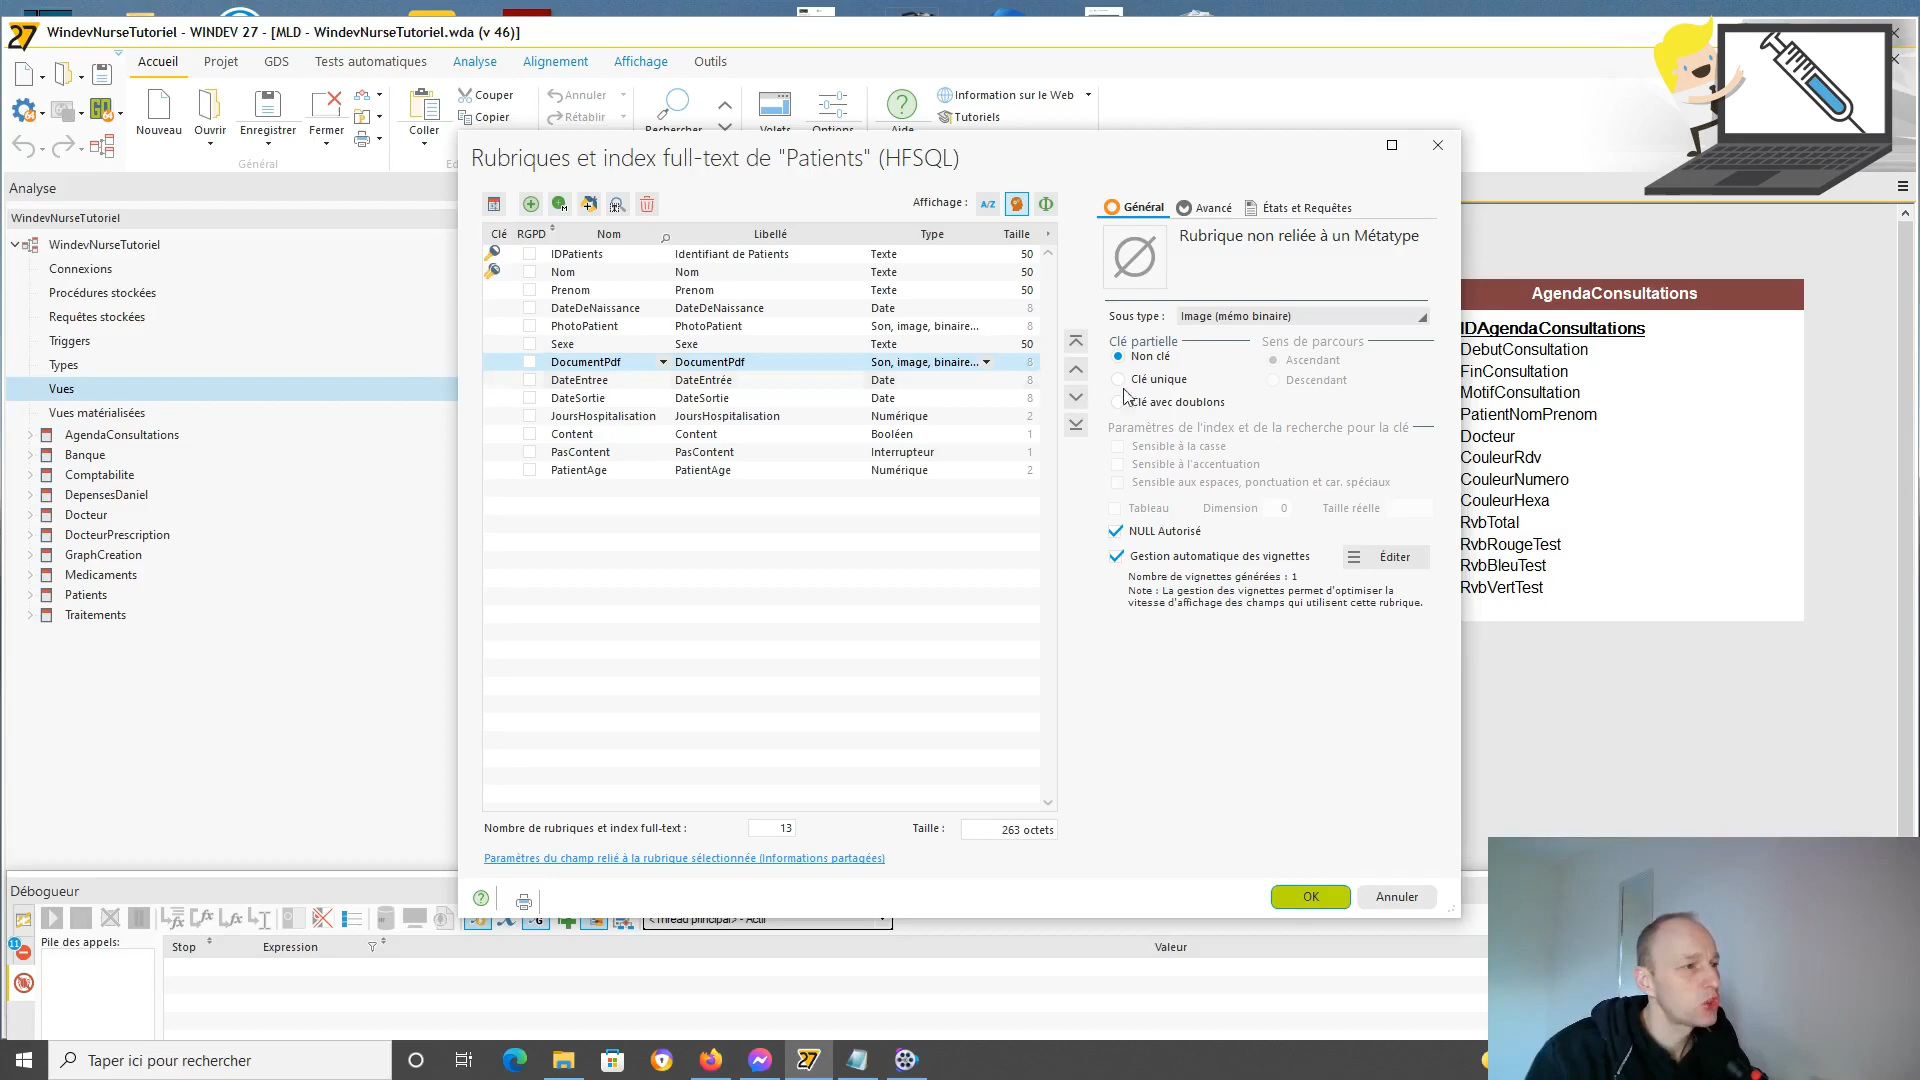 WindevNurseTutoriel - WINDEV 27 - [MLD - WindevNurseTutoriel.wda (v 46)]
Accueil Projet GDS Tests automatiques Analyse Alignement Affichage Outils
Nouveau Ouvrir Enregistrer Fermer Coller Couper Copier Annuler Rétablir Rechercher Volets Options Aide Information sur le Web Tutoriels
Général
Analyse
WindevNurseTutoriel
WindevNurseTutoriel
Connexions
Procédures stockées
Requêtes stockées
Triggers
Types
Vues
Vues matérialisées
AgendaConsultations
Banque
Comptabilite
DepensesDaniel
Docteur
DocteurPrescription
GraphCreation
Medicaments
Patients
Traitements
Rubriques et index full-text de "Patients" (HFSQL)
Affichage : A/Z
Clé RGPD Nom Libellé Type Taille
IDPatients Identifiant de Patients Texte 50
Nom Nom Texte 50
Prenom Prenom Texte 50
DateDeNaissance DateDeNaissance Date 8
PhotoPatient PhotoPatient Son, image, binaire... 8
Sexe Sexe Texte 50
DocumentPdf DocumentPdf Son, image, binaire... 8
DateEntree DateEntrée Date 8
DateSortie DateSortie Date 8
JoursHospitalisation JoursHospitalisation Numérique 2
Content Content Booléen 1
PasContent PasContent Interrupteur 1
PatientAge PatientAge Numérique 2
Nombre de rubriques et index full-text : 13 Taille : 263 octets
Paramètres du champ relié à la rubrique sélectionnée (Informations partagées)
Général Avancé États et Requêtes
Rubrique non reliée à un Métatype
Sous type : Image (mémo binaire)
Clé partielle Sens de parcours
Non clé Ascendant
Clé unique Descendant
Clé avec doublons
Paramètres de l'index et de la recherche pour la clé
Sensible à la casse
Sensible à l'accentuation
Sensible aux espaces, ponctuation et car. spéciaux
Tableau Dimension 0 Taille réelle
NULL Autorisé
Gestion automatique des vignettes Éditer
Nombre de vignettes générées : 1
Note : La gestion des vignettes permet d'optimiser la
vitesse d'affichage des champs qui utilisent cette rubrique.
OK Annuler
AgendaConsultations
IDAgendaConsultations
DebutConsultation
FinConsultation
MotifConsultation
PatientNomPrenom
Docteur
CouleurRdv
CouleurNumero
CouleurHexa
RvbTotal
RvbRougeTest
RvbBleuTest
RvbVertTest
Débogueur
<Thread principal> - Actif
11
Pile des appels: Stop Expression Valeur
Taper ici pour rechercher
27